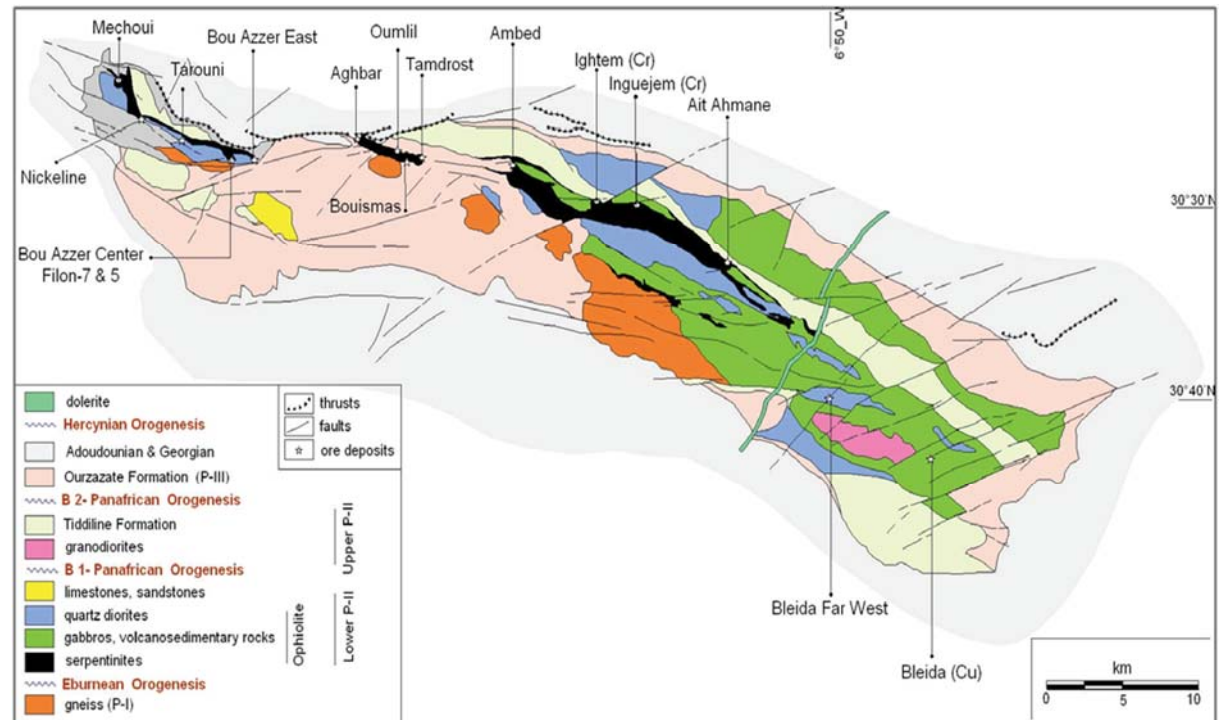 Mechoui
Tarouni
Bou Azzer East
Oumlil
Aghbar
Tamdrost
Ambed
Ightem (Cr)
Inguejem (Cr)
Ait Ahmane
6°50_W
30°30'N
30°40'N
Nickeline
Bouismas
Bou Azzer Center
Filon-7 & 5
Bleida Far West
Bleida (Cu)
dolerite
Hercynian Orogenesis
Adoudounian & Georgian
Ourzazate Formation (P-III)
B 2- Panafrican Orogenesis
Tiddiline Formation
granodiorites
B 1- Panafrican Orogenesis
limestones, sandstones
quartz diorites
gabbros, volcanosedimentary rocks
serpentinites
Eburnean Orogenesis
gneiss (P-I)
Ophiolite
Lower P-II
Upper P-II
thrusts
faults
ore deposits
km
0 5 10